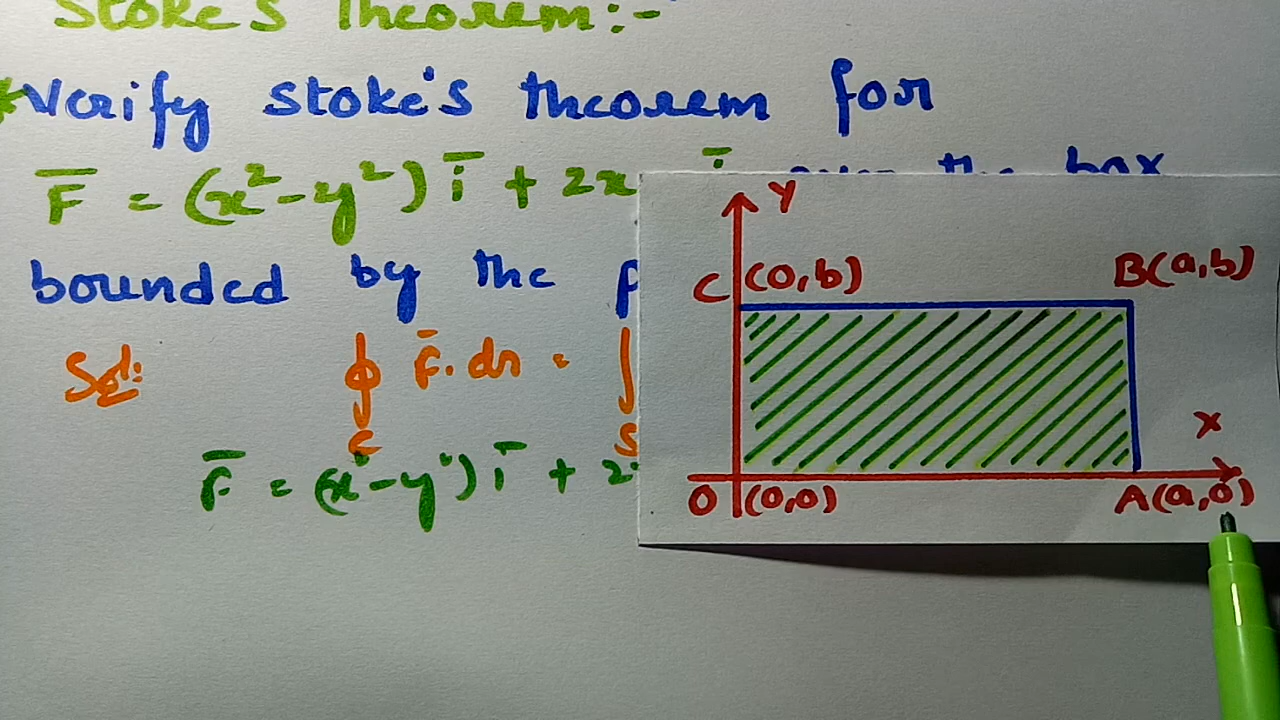 Stoke's Theorem:-
*Verify stoke's theorem for
F̅ = (x²-y²) i̅ + 2x
bounded by the
Sol: ∮ F̅. dr =
C S
F̅ = (x²-y²) i̅ + 2
Y
C (0,b) B(a,b)
X
O (0,0) A(a,0)